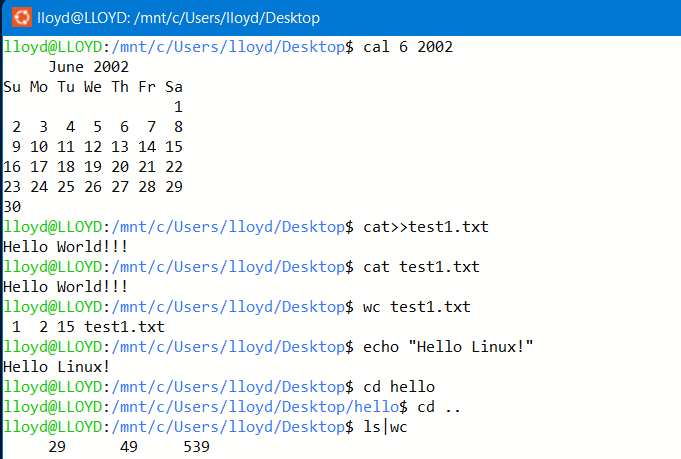 lloyd@LLOYD: /mnt/c/Users/lloyd/Desktop
lloyd@LLOYD:/mnt/c/Users/lloyd/Desktop$ cal 6 2002
     June 2002
Su Mo Tu We Th Fr Sa
                   1
 2  3  4  5  6  7  8
 9 10 11 12 13 14 15
16 17 18 19 20 21 22
23 24 25 26 27 28 29
30
lloyd@LLOYD:/mnt/c/Users/lloyd/Desktop$ cat>>test1.txt
Hello World!!!
lloyd@LLOYD:/mnt/c/Users/lloyd/Desktop$ cat test1.txt
Hello World!!!
lloyd@LLOYD:/mnt/c/Users/lloyd/Desktop$ wc test1.txt
 1  2 15 test1.txt
lloyd@LLOYD:/mnt/c/Users/lloyd/Desktop$ echo "Hello Linux!"
Hello Linux!
lloyd@LLOYD:/mnt/c/Users/lloyd/Desktop$ cd hello
lloyd@LLOYD:/mnt/c/Users/lloyd/Desktop/hello$ cd ..
lloyd@LLOYD:/mnt/c/Users/lloyd/Desktop$ ls|wc
     29      49     539